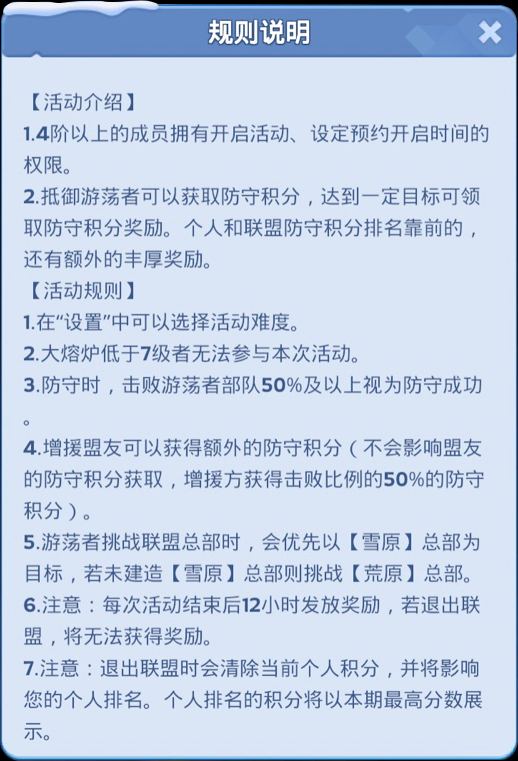 规则说明
【活动介绍】
1.4阶以上的成员拥有开启活动、设定预约开启时间的
权限。
2.抵御游荡者可以获取防守积分，达到一定目标可领
取防守积分奖励。个人和联盟防守积分排名靠前的，
还有额外的丰厚奖励。
【活动规则】
1.在“设置”中可以选择活动难度。
2.大熔炉低于7级者无法参与本次活动。
3.防守时，击败游荡者部队50%及以上视为防守成功
。
4.增援盟友可以获得额外的防守积分（不会影响盟友
的防守积分获取，增援方获得击败比例的50%的防守
积分）。
5.游荡者挑战联盟总部时，会优先以【雪原】总部为
目标，若未建造【雪原】总部则挑战【荒原】总部。
6.注意：每次活动结束后12小时发放奖励，若退出联
盟，将无法获得奖励。
7.注意：退出联盟时会清除当前个人积分，并将影响
您的个人排名。个人排名的积分将以本期最高分数展
示。